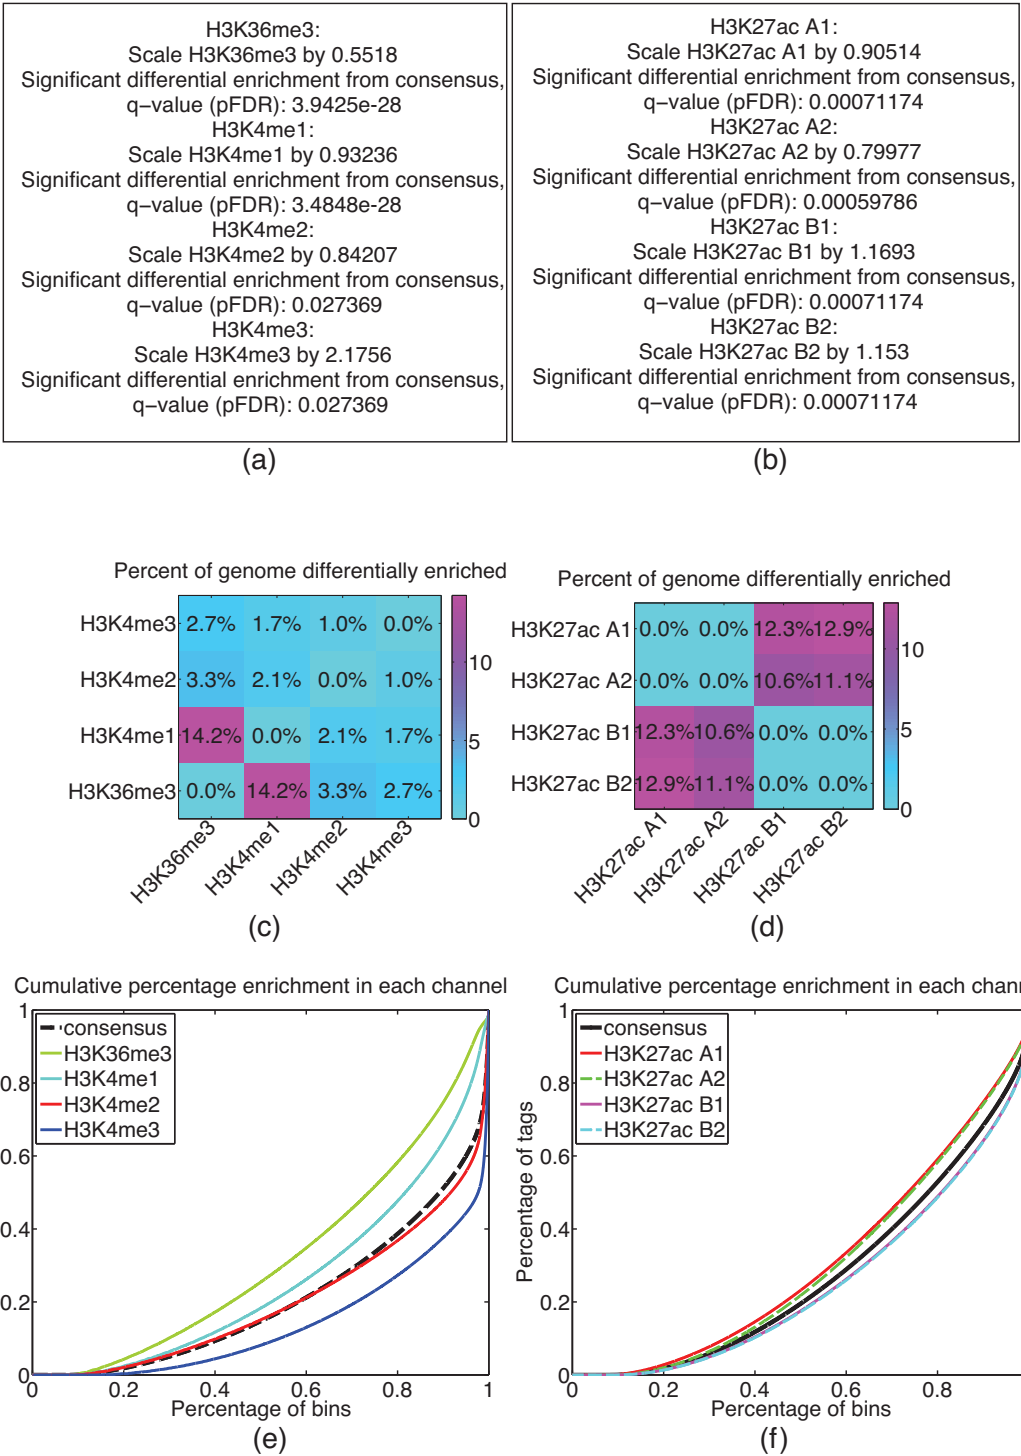 H3K36me3:
Scale H3K36me3 by 0.5518
Significant differential enrichment from consensus,
q−value (pFDR): 3.9425e−28
H3K4me1:
Scale H3K4me1 by 0.93236
Significant differential enrichment from consensus,
q−value (pFDR): 3.4848e−28
H3K4me2:
Scale H3K4me2 by 0.84207
Significant differential enrichment from consensus,
q−value (pFDR): 0.027369
H3K4me3:
Scale H3K4me3 by 2.1756
Significant differential enrichment from consensus,
q−value (pFDR): 0.027369
(a)
H3K27ac A1:
Scale H3K27ac A1 by 0.90514
Significant differential enrichment from consensus,
q−value (pFDR): 0.00071174
H3K27ac A2:
Scale H3K27ac A2 by 0.79977
Significant differential enrichment from consensus,
q−value (pFDR): 0.00059786
H3K27ac B1:
Scale H3K27ac B1 by 1.1693
Significant differential enrichment from consensus,
q−value (pFDR): 0.00071174
H3K27ac B2:
Scale H3K27ac B2 by 1.153
Significant differential enrichment from consensus,
q−value (pFDR): 0.00071174
(b)
Percent of genome differentially enriched
H3K4me3 2.7% 1.7% 1.0% 0.0%
H3K4me2 3.3% 2.1% 0.0% 1.0%
H3K4me1 14.2% 0.0% 2.1% 1.7%
H3K36me3 0.0% 14.2% 3.3% 2.7%
H3K36me3 H3K4me1 H3K4me2 H3K4me3
10
5
0
(c)
Percent of genome differentially enriched
H3K27ac A1 0.0% 0.0% 12.3% 12.9%
H3K27ac A2 0.0% 0.0% 10.6% 11.1%
H3K27ac B1 12.3% 10.6% 0.0% 0.0%
H3K27ac B2 12.9% 11.1% 0.0% 0.0%
H3K27ac A1 H3K27ac A2 H3K27ac B1 H3K27ac B2
10
5
0
(d)
Cumulative percentage enrichment in each channel
1
0.8
0.6
0.4
0.2
0
consensus
H3K36me3
H3K4me1
H3K4me2
H3K4me3
0 0.2 0.4 0.6 0.8 1
Percentage of bins
(e)
Cumulative percentage enrichment in each chan
Percentage of tags
1
0.8
0.6
0.4
0.2
0
consensus
H3K27ac A1
H3K27ac A2
H3K27ac B1
H3K27ac B2
0 0.2 0.4 0.6 0.8
Percentage of bins
(f)